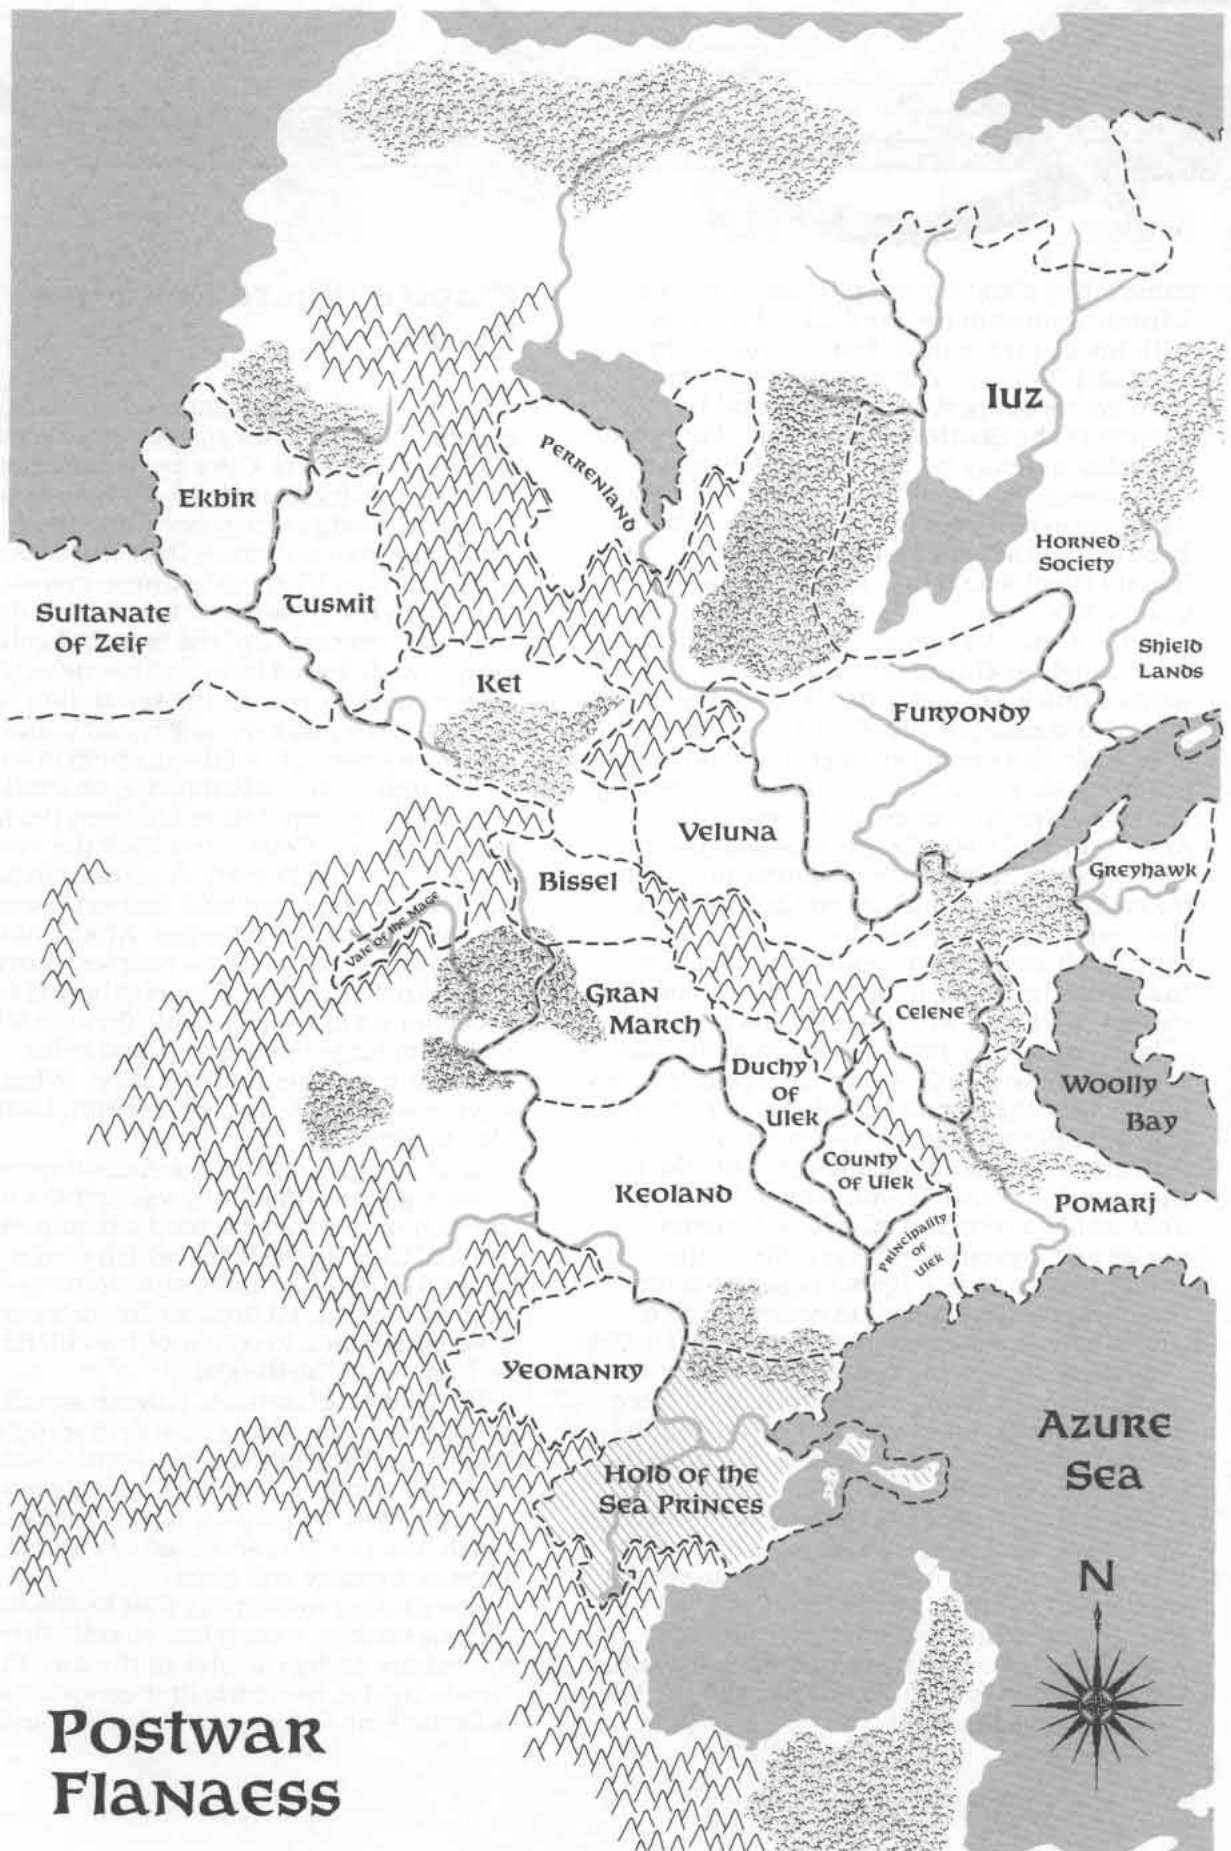 Iuz
Perrenland
Ekbir
Horned
Society
Tusmit
Sultanate
of Zeif
Shield
Lands
Ket
Furyondy
Veluna
Greyhawk
Bissel
Vale of the Mage
Gran
March
Celene
Duchy
of
Ulek
Woolly
Bay
County
of Ulek
Keoland
Pomarj
Principality
of
Ulek
Yeomanry
Azure
Sea
Hold of the
Sea Princes
N
Postwar
Flanaess